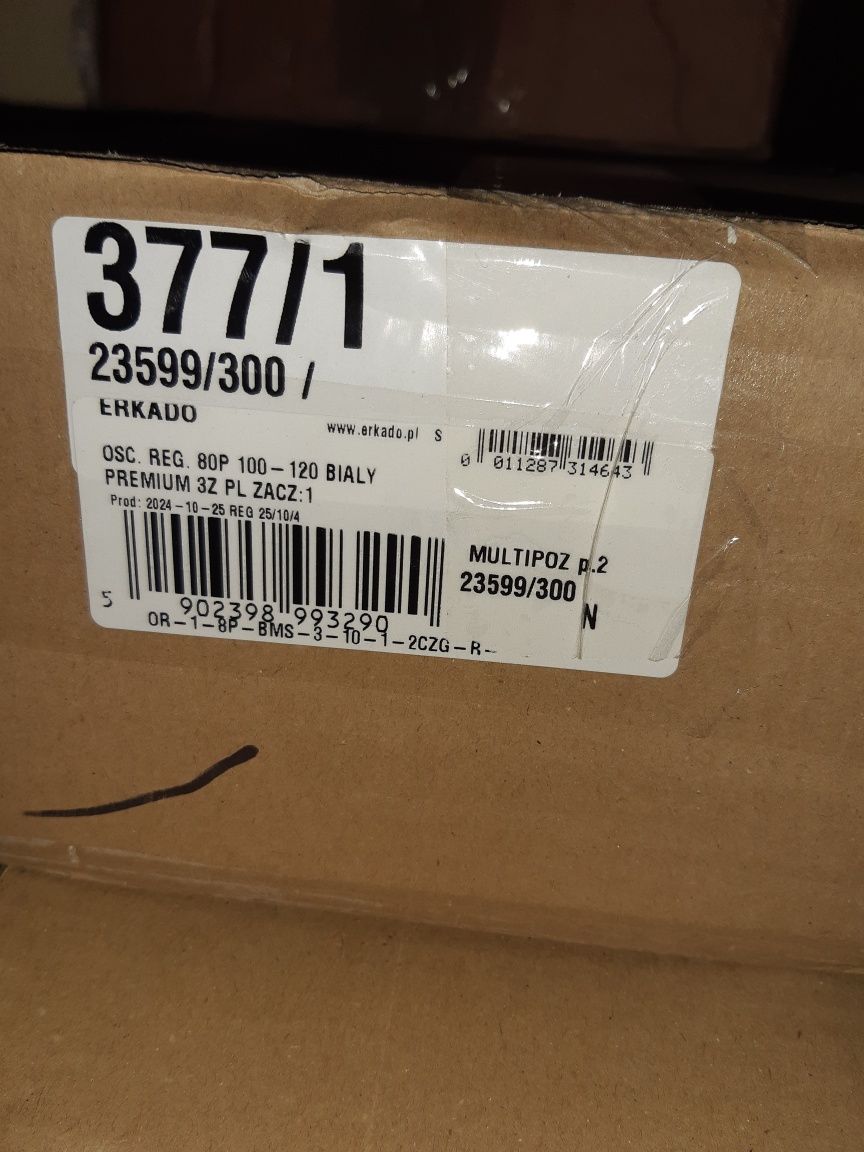 377/1
23599/300 /
ERKADO
www.erkado.pl S
0 011287 314643
OSC. REG. 80P 100-120 BIALY
PREMIUM 3Z PL ZACZ:1
Prod: 2024-10-25 REG 25/10/4
5 902398 993290
OR-1-8P-BMS-3-10-1-2CZG-R-
MULTIPOZ p.2
23599/300
N